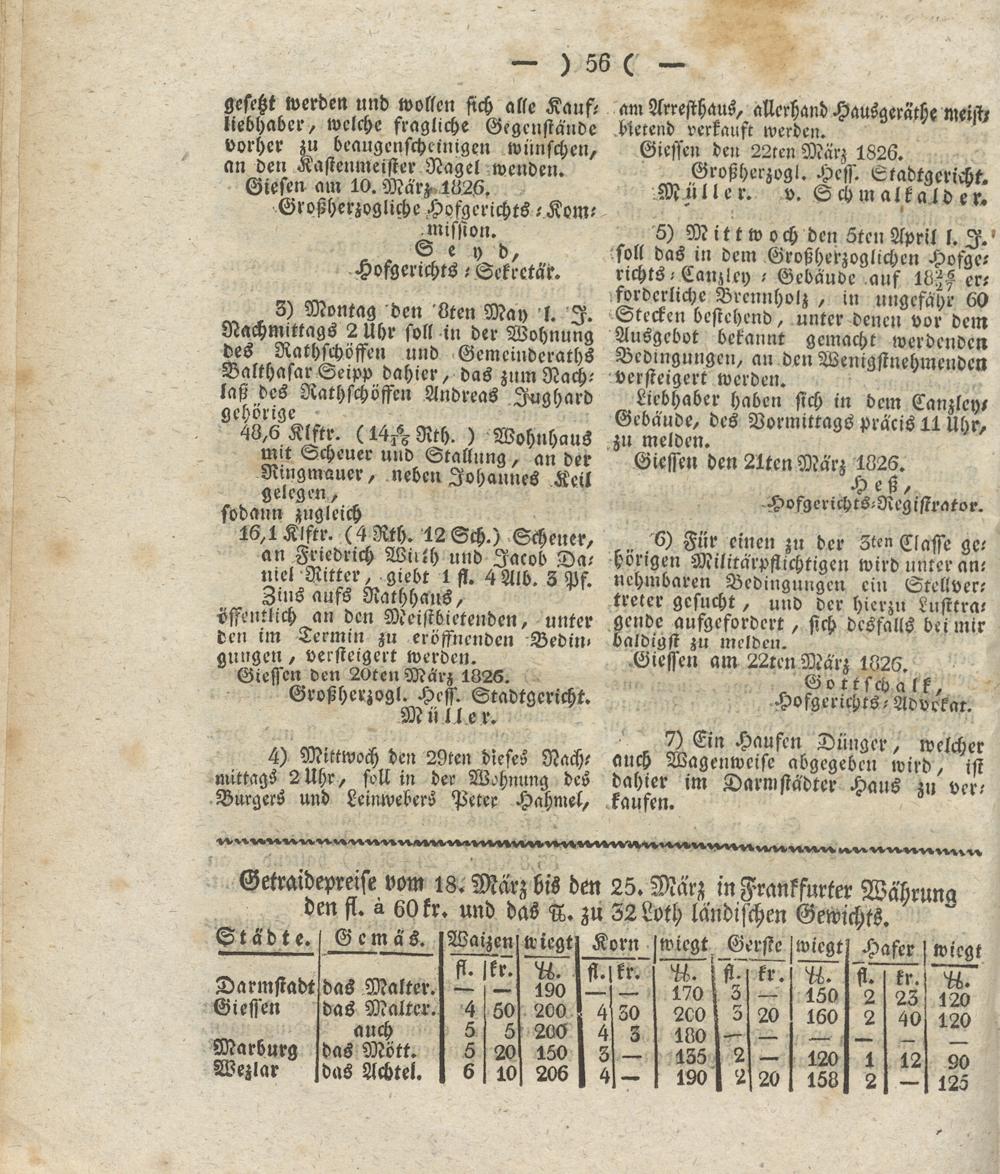 — ) 56 ( —
gesetzt werden und wollen sich alle Kauf⸗
liebhaber, welche fragliche Gegenstände
vorher zu beaugenscheinigen wünschen,
an den Kastenmeister Nagel wenden.
Giesen am 10. März 1826.
Großherzogliche Hofgerichts⸗Kom⸗
mission.
Seyd,
Hofgerichts⸗Sekretär.
3) Montag den 8ten May l. J.
Nachmittags 2 Uhr soll in der Wohnung
des Rathschöffen und Gemeinderaths
Balthasar Seipp dahier, das zum Nach⸗
laß des Rathschöffen Andreas Jughard
gehörige
48,6 Klftr. (14 6/16 Rth.) Wohnhaus
mit Scheuer und Stallung, an der
Ringmauer, neben Johannes Keil
gelegen,
sodann zugleich
16,1 Klftr. (4 Rth. 12 Sch.) Scheuer,
an Friedrich Wirth und Jacob Da⸗
niel Ritter, giebt 1 fl. 4 Alb. 3 Pf.
Zins aufs Rathhaus,
öffentlich an den Meistbietenden, unter
den im Termin zu eröffnenden Bedin⸗
gungen, versteigert werden.
Giessen den 20ten März 1826.
Großherzogl. Hess. Stadtgericht.
Müller.
4) Mittwoch den 29ten dieses Nach⸗
mittags 2 Uhr, soll in der Wohnung des
Burgers und Leinwebers Peter Hahmel,
am Arresthaus, allerhand Hausgeräthe meist⸗
bietend verkauft werden.
Giessen den 22ten März 1826.
Großherzogl. Hess. Stadtgericht.
Müller. v. Schmalkalder.
5) Mittwoch den 5ten April l. J.
soll das in dem Großherzoglichen Hofge⸗
richts⸗Canzley⸗Gebäude auf 18 26/27 er⸗
forderliche Brennholz, in ungefähr 60
Stecken bestehend, unter denen vor dem
Ausgebot bekannt gemacht werdenden
Bedingungen, an den Wenigstnehmenden
versteigert werden.
Liebhaber haben sich in dem Canzley⸗
Gebäude, des Vormittags präcis 11 Uhr,
zu melden.
Giessen den 21ten März 1826.
Heß,
Hofgerichts⸗Registrator.
6) Für einen zu der 3ten Classe ge⸗
hörigen Militärpflichtigen wird unter an⸗
nehmbaren Bedingungen ein Stellver⸗
treter gesucht, und der hierzu Lusttra⸗
gende aufgefordert, sich desfalls bei mir
baldigst zu melden.
Giessen am 22ten März 1826.
Gottschalk,
Hofgerichts⸗Advokat.
7) Ein Haufen Dünger, welcher
auch Wagenweise abgegeben wird, ist
dahier im Darmstädter Haus zu ver⸗
kaufen.
Getraidepreise vom 18. März bis den 25. März in Frankfurter Währung
den fl. à 60 kr. und das ℔. zu 32 Loth ländischen Gewichts.
Städte. Gemäs. Waizen wiegt Korn wiegt Gerste wiegt Hafer wiegt
fl. kr. ℔. fl. kr. ℔. fl. kr. ℔. fl. kr. ℔.
Darmstadt das Malter. — — 190 — — 170 3 — 150 2 23 120
Giessen das Malter. 4 50 200 4 30 200 3 20 160 2 40 120
auch 5 5 200 4 3 180 — — — — — —
Marburg das Mött. 5 20 150 3 — 135 2 — 120 1 12 90
Wezlar das Achtel. 6 10 206 4 — 190 2 20 158 2 — 125